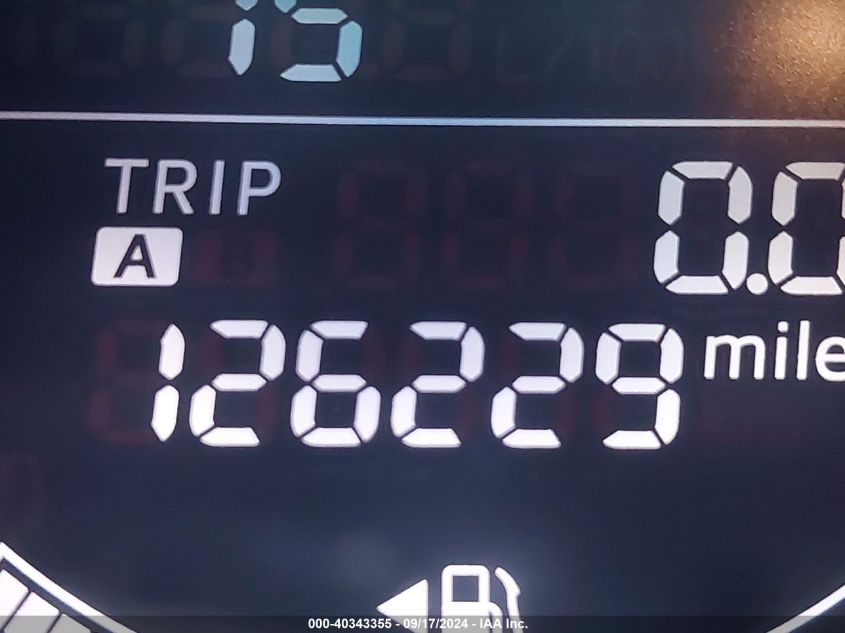 15
TRIP 0.0
A
126229 mile
000-40343355 - 09/17/2024 - IAA Inc.